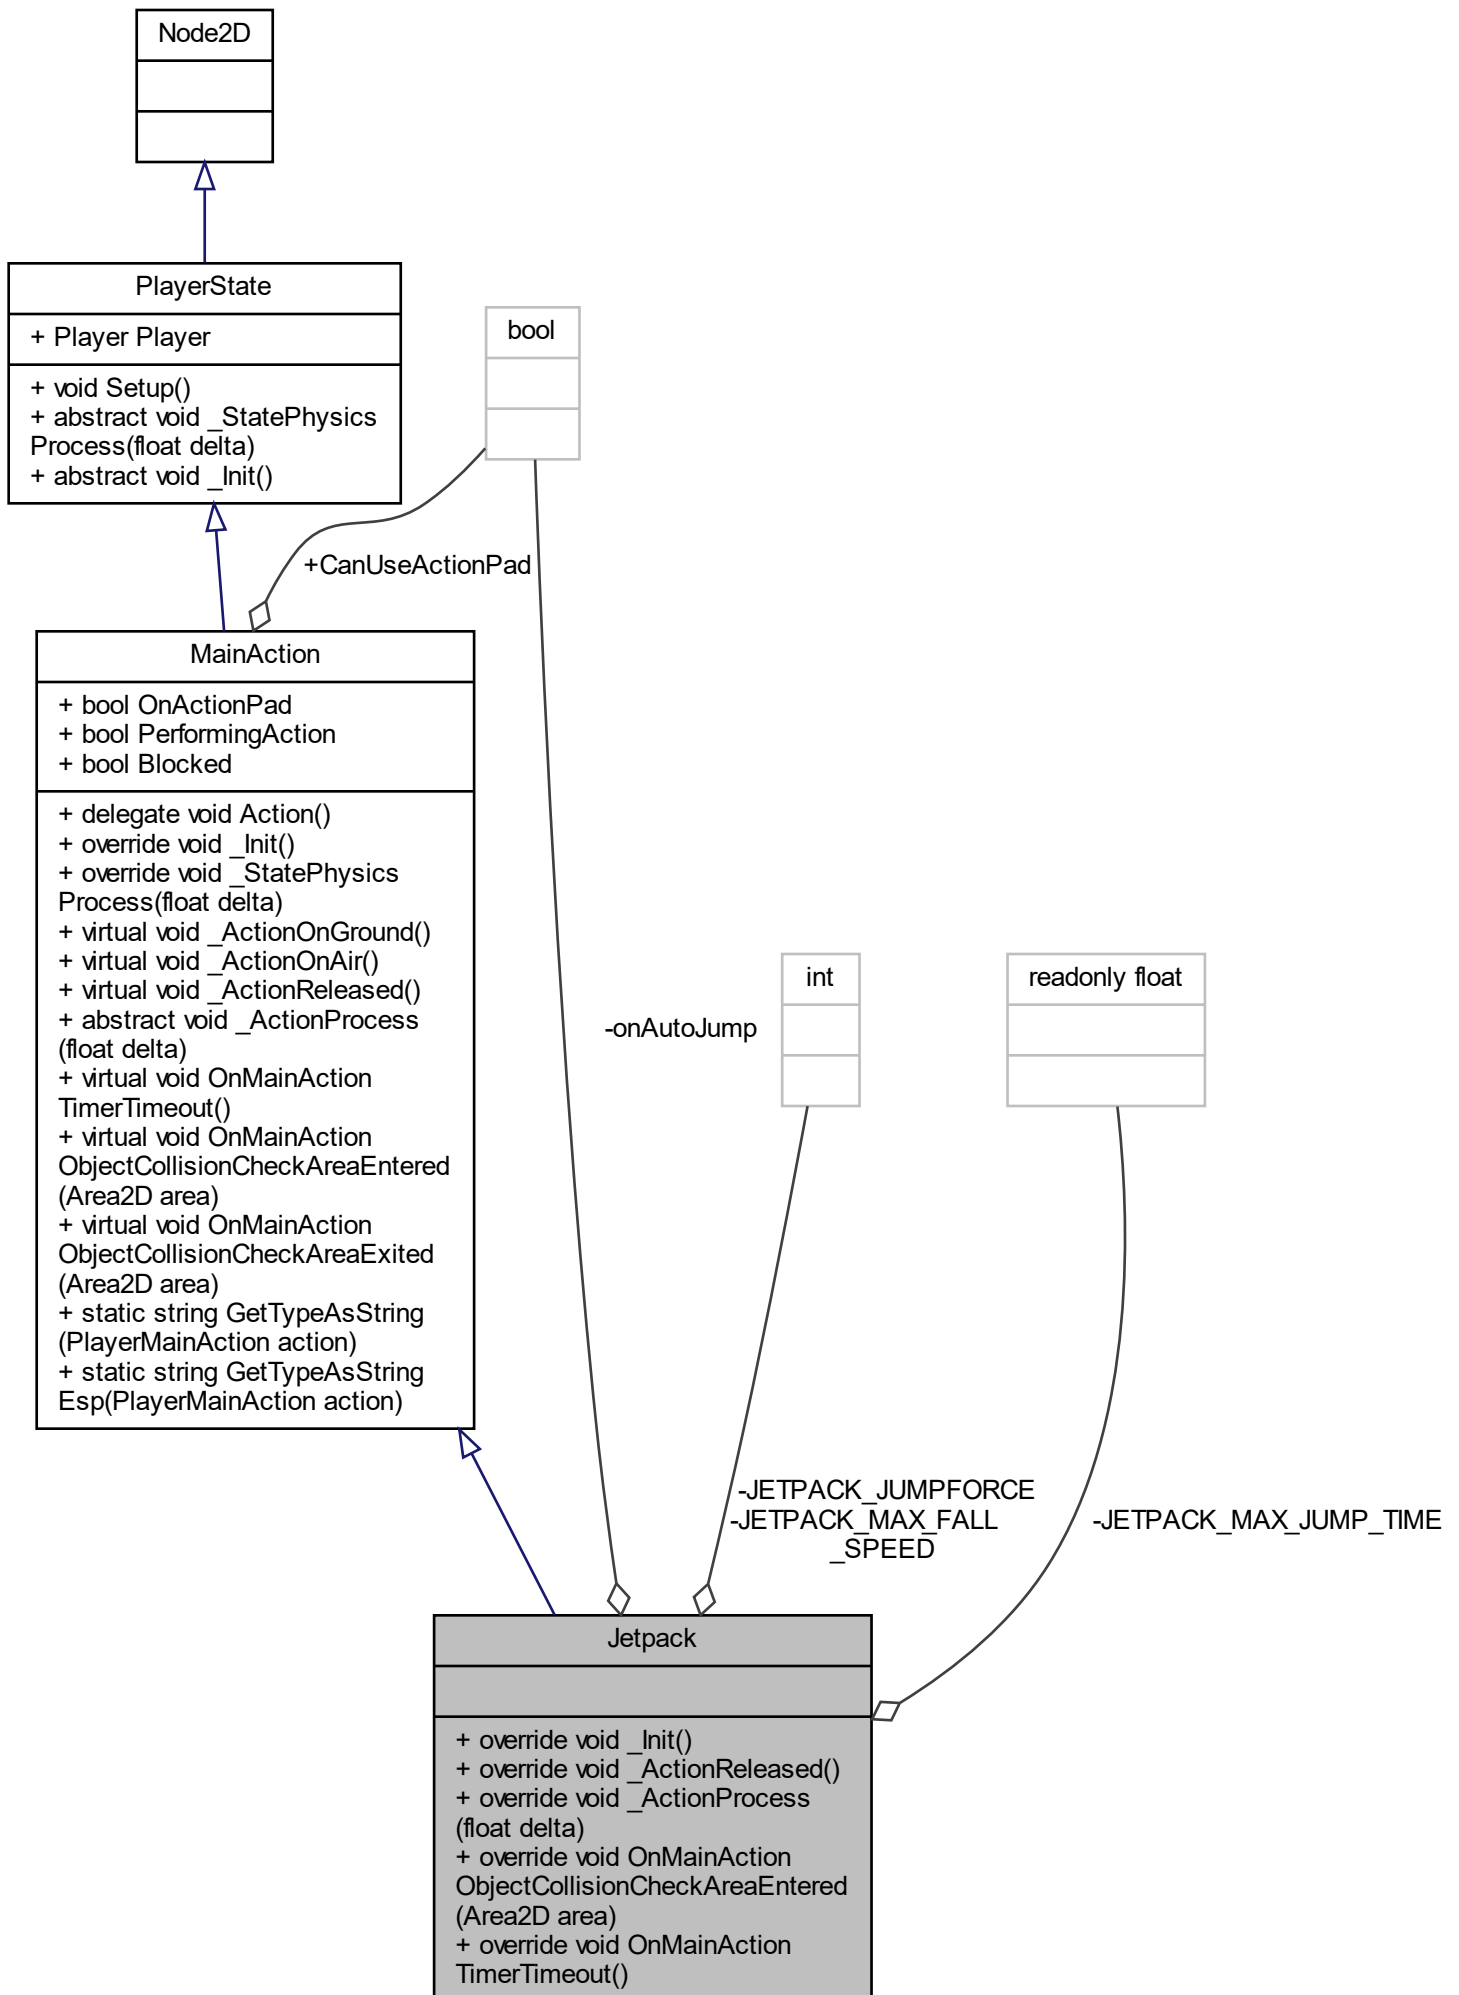 Node2D
PlayerState
+ Player Player
+ void Setup()
+ abstract void _StatePhysics
Process(float delta)
+ abstract void _Init()
bool
+CanUseActionPad
MainAction
+ bool OnActionPad
+ bool PerformingAction
+ bool Blocked
+ delegate void Action()
+ override void _Init()
+ override void _StatePhysics
Process(float delta)
+ virtual void _ActionOnGround()
+ virtual void _ActionOnAir()
+ virtual void _ActionReleased()
+ abstract void _ActionProcess
(float delta)
+ virtual void OnMainAction
TimerTimeout()
+ virtual void OnMainAction
ObjectCollisionCheckAreaEntered
(Area2D area)
+ virtual void OnMainAction
ObjectCollisionCheckAreaExited
(Area2D area)
+ static string GetTypeAsString
(PlayerMainAction action)
+ static string GetTypeAsString
Esp(PlayerMainAction action)
-onAutoJump
int
readonly float
-JETPACK_JUMPFORCE
-JETPACK_MAX_FALL
_SPEED
-JETPACK_MAX_JUMP_TIME
Jetpack
+ override void _Init()
+ override void _ActionReleased()
+ override void _ActionProcess
(float delta)
+ override void OnMainAction
ObjectCollisionCheckAreaEntered
(Area2D area)
+ override void OnMainAction
TimerTimeout()